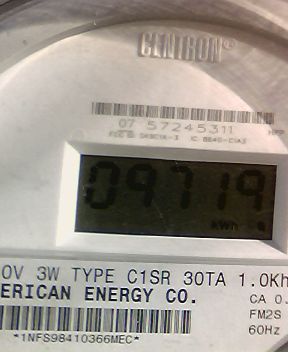 CENTRON®
07 57245311
09719
kWh
0V 3W TYPE C1SR 30TA 1.0Kh
ERICAN ENERGY CO.
CA 0.
FM2S
60Hz
*1NFS98410366MEC*